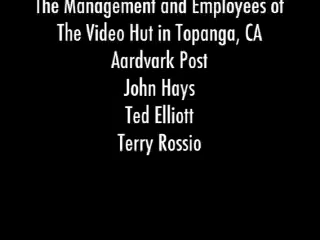 The Management and Employees of
The Video Hut in Topanga, CA
Aardvark Post
John Hays
Ted Elliott
Terry Rossio